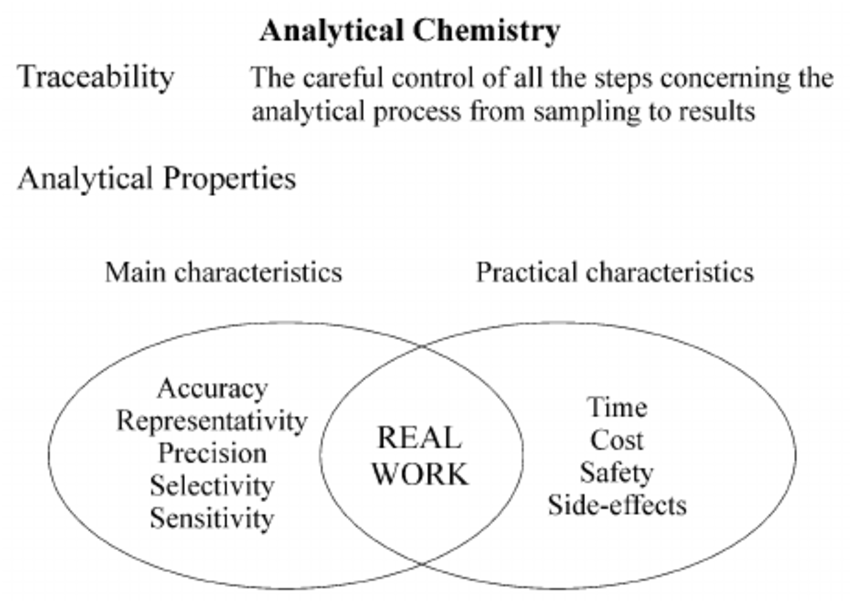 Analytical Chemistry
Traceability The careful control of all the steps concerning the
analytical process from sampling to results
Analytical Properties
Main characteristics Practical characteristics
Accuracy
Representativity
Precision
Selectivity
Sensitivity
REAL
WORK
Time
Cost
Safety
Side-effects